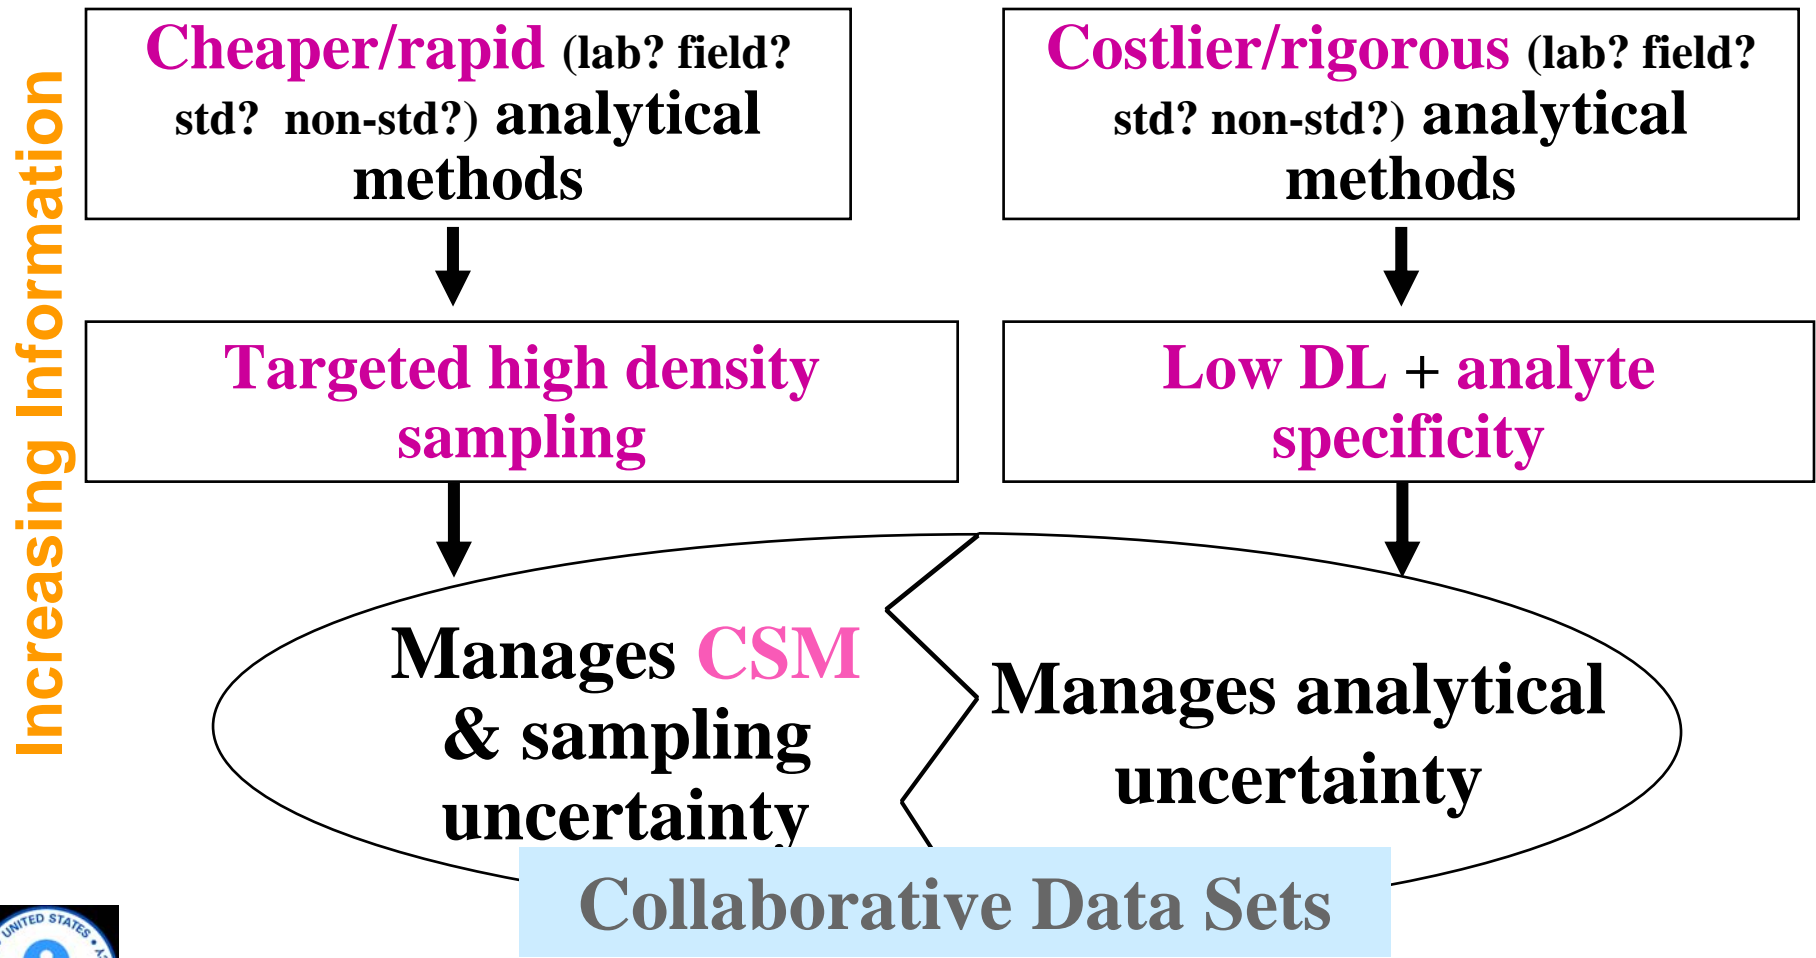 Increasing Information
Cheaper/rapid (lab? field?
std? non-std?) analytical
methods
Costlier/rigorous (lab? field?
std? non-std?) analytical
methods
Targeted high density
sampling
Low DL + analyte
specificity
Manages CSM
& sampling
uncertainty
Manages analytical
uncertainty
Collaborative Data Sets
UNITED STATES